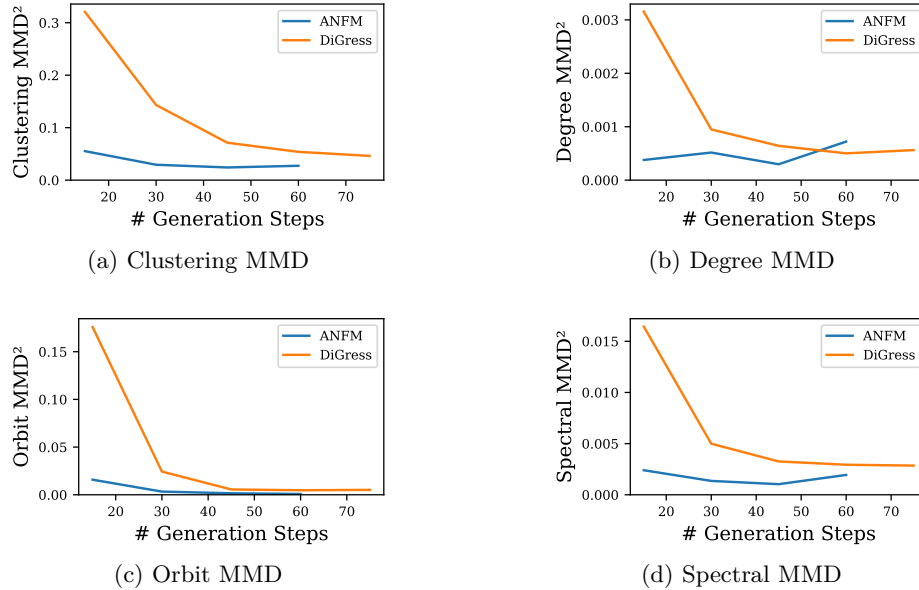 Clustering MMD²
0.3
0.2
0.1
0.0
ANFM
DiGress
20 30 40 50 60 70
# Generation Steps
(a) Clustering MMD
Degree MMD²
0.003
0.002
0.001
0.000
ANFM
DiGress
20 30 40 50 60 70
# Generation Steps
(b) Degree MMD
Orbit MMD²
0.15
0.10
0.05
0.00
ANFM
DiGress
20 30 40 50 60 70
# Generation Steps
(c) Orbit MMD
Spectral MMD²
0.015
0.010
0.005
0.000
ANFM
DiGress
20 30 40 50 60 70
# Generation Steps
(d) Spectral MMD